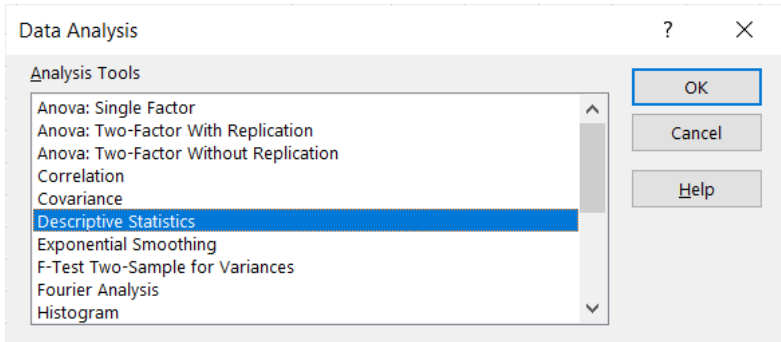 Data Analysis ? ✕
Analysis Tools
Anova: Single Factor
Anova: Two-Factor With Replication
Anova: Two-Factor Without Replication
Correlation
Covariance
Descriptive Statistics
Exponential Smoothing
F-Test Two-Sample for Variances
Fourier Analysis
Histogram
OK
Cancel
Help